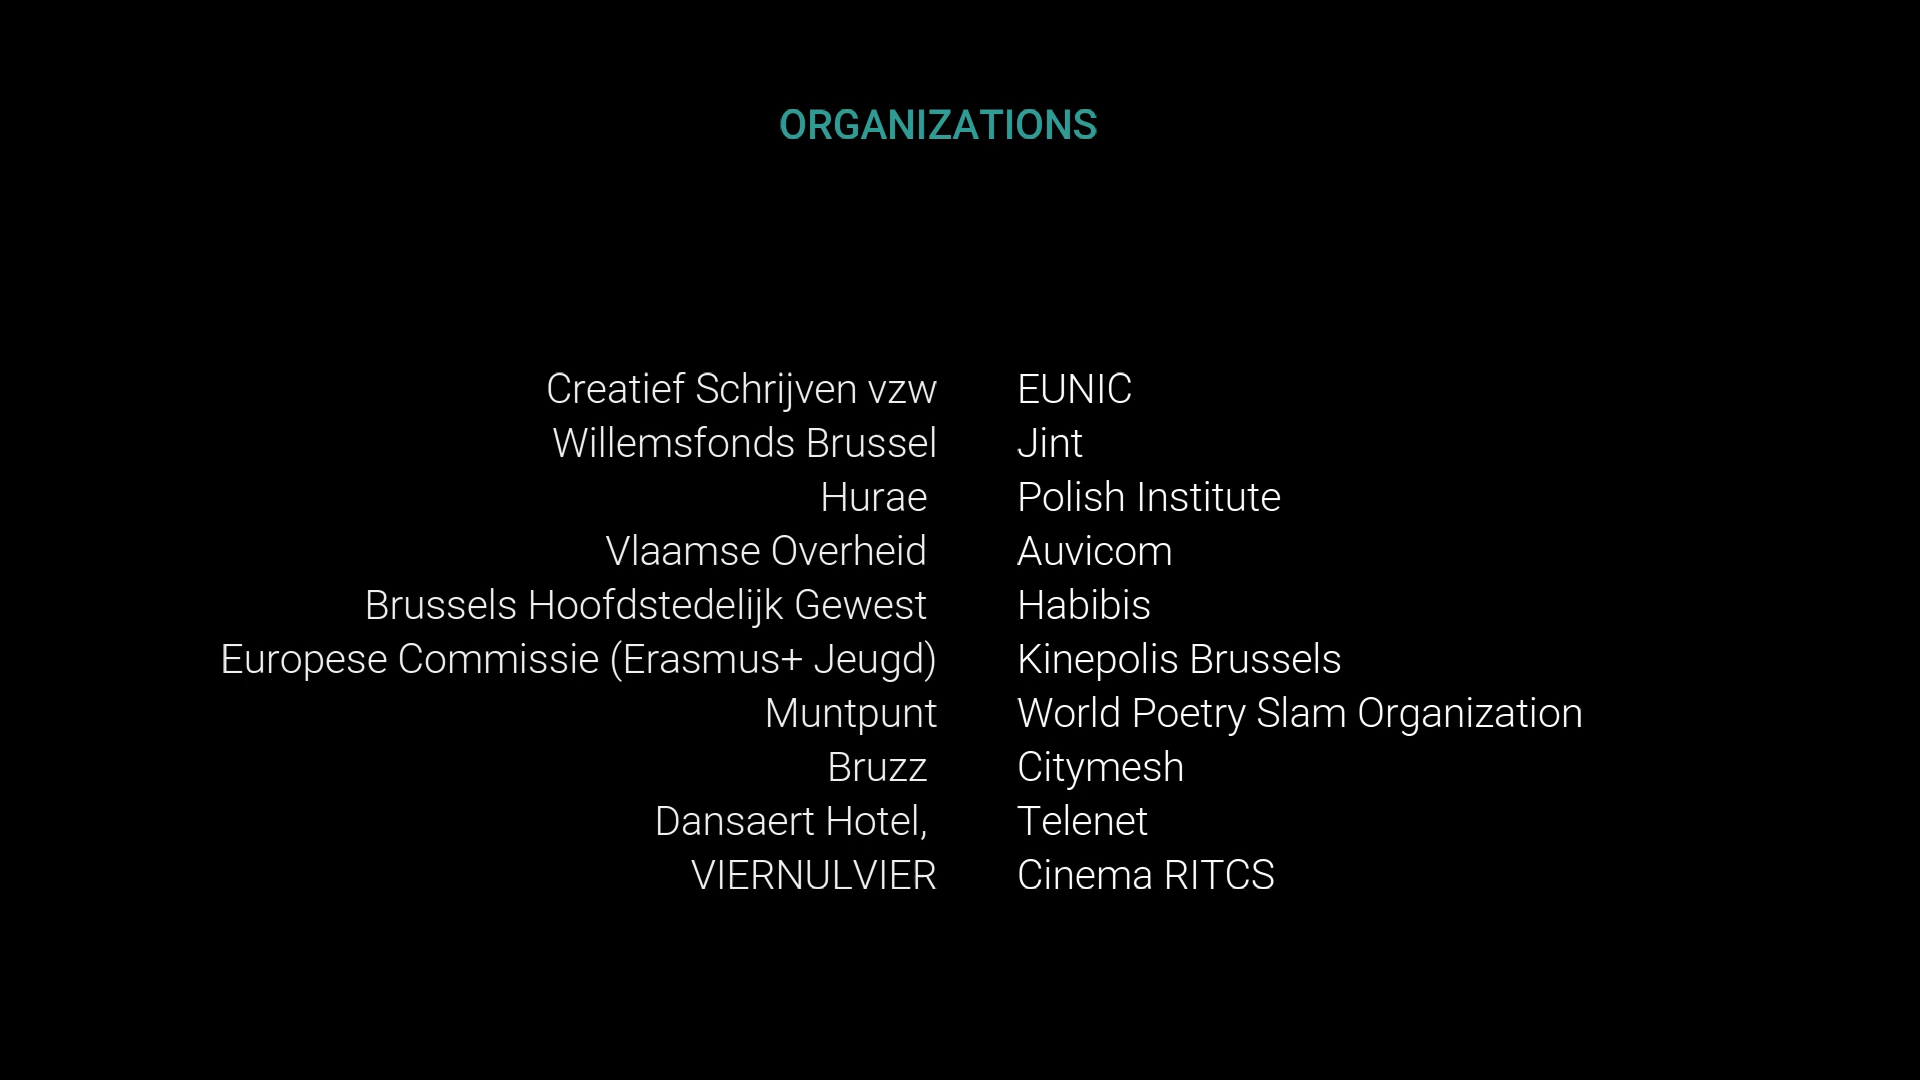 ORGANIZATIONS
Creatief Schrijven vzw
Willemsfonds Brussel
Hurae
Vlaamse Overheid
Brussels Hoofdstedelijk Gewest
Europese Commissie (Erasmus+ Jeugd)
Muntpunt
Bruzz
Dansaert Hotel,
VIERNULVIER
EUNIC
Jint
Polish Institute
Auvicom
Habibis
Kinepolis Brussels
World Poetry Slam Organization
Citymesh
Telenet
Cinema RITCS